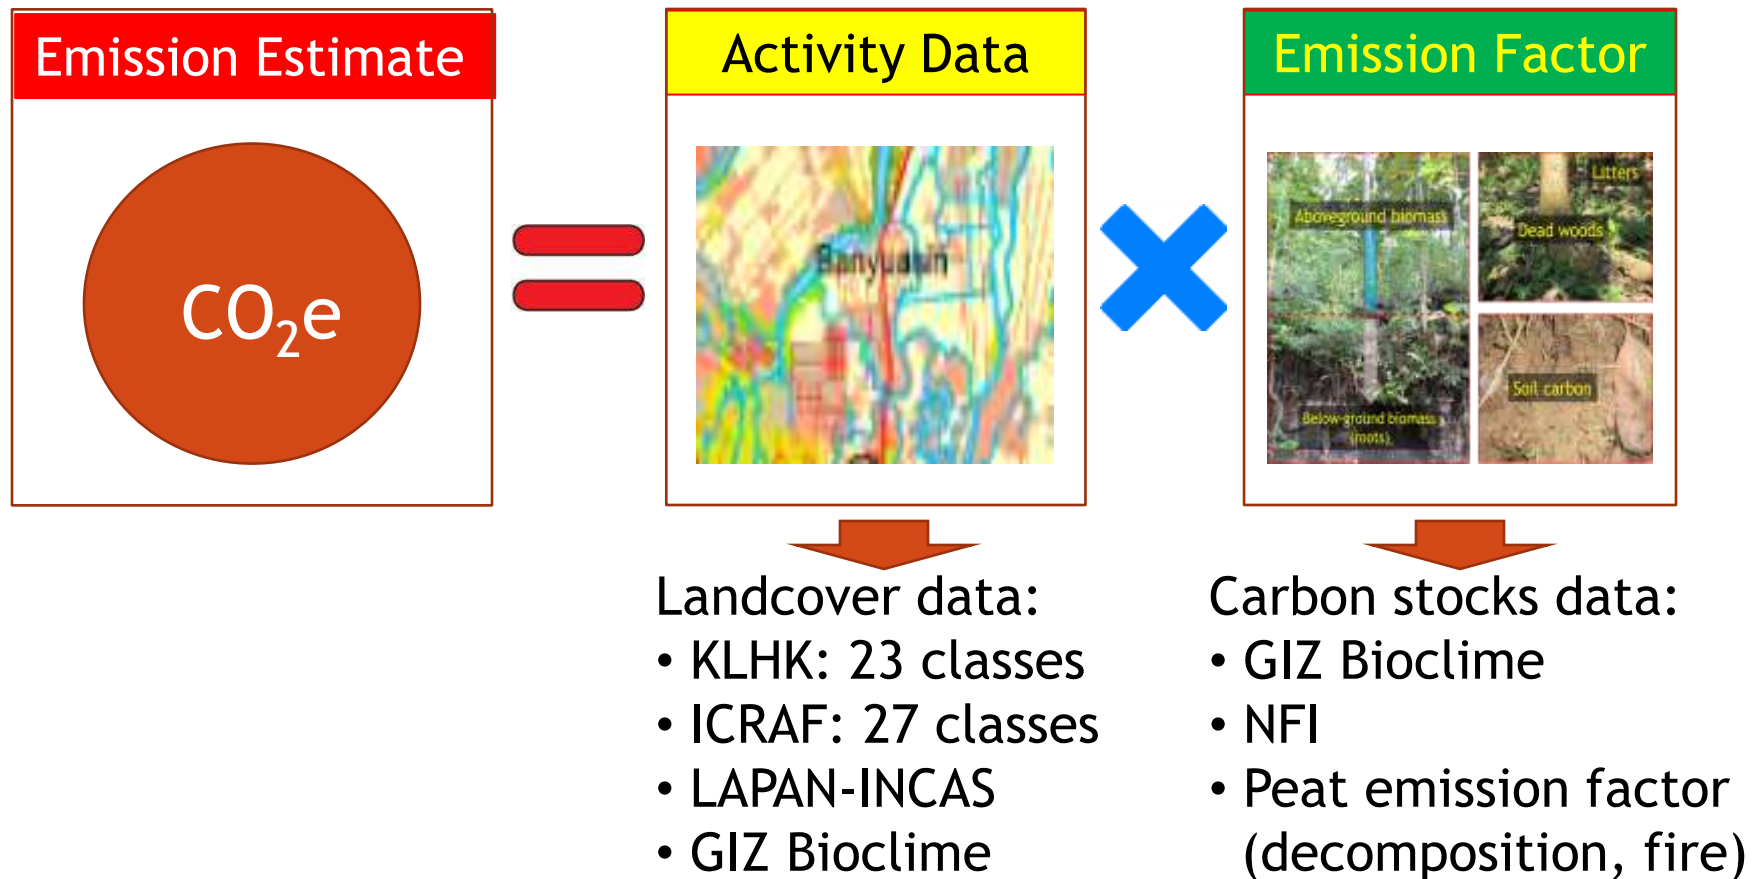 Emission Estimate
CO₂e
Activity Data
Banyuasin
Landcover data:
• KLHK: 23 classes
• ICRAF: 27 classes
• LAPAN-INCAS
• GIZ Bioclime
Emission Factor
Aboveground biomass
Below-ground biomass
(roots)
Litters
Dead woods
Soil carbon
Carbon stocks data:
• GIZ Bioclime
• NFI
• Peat emission factor
(decomposition, fire)